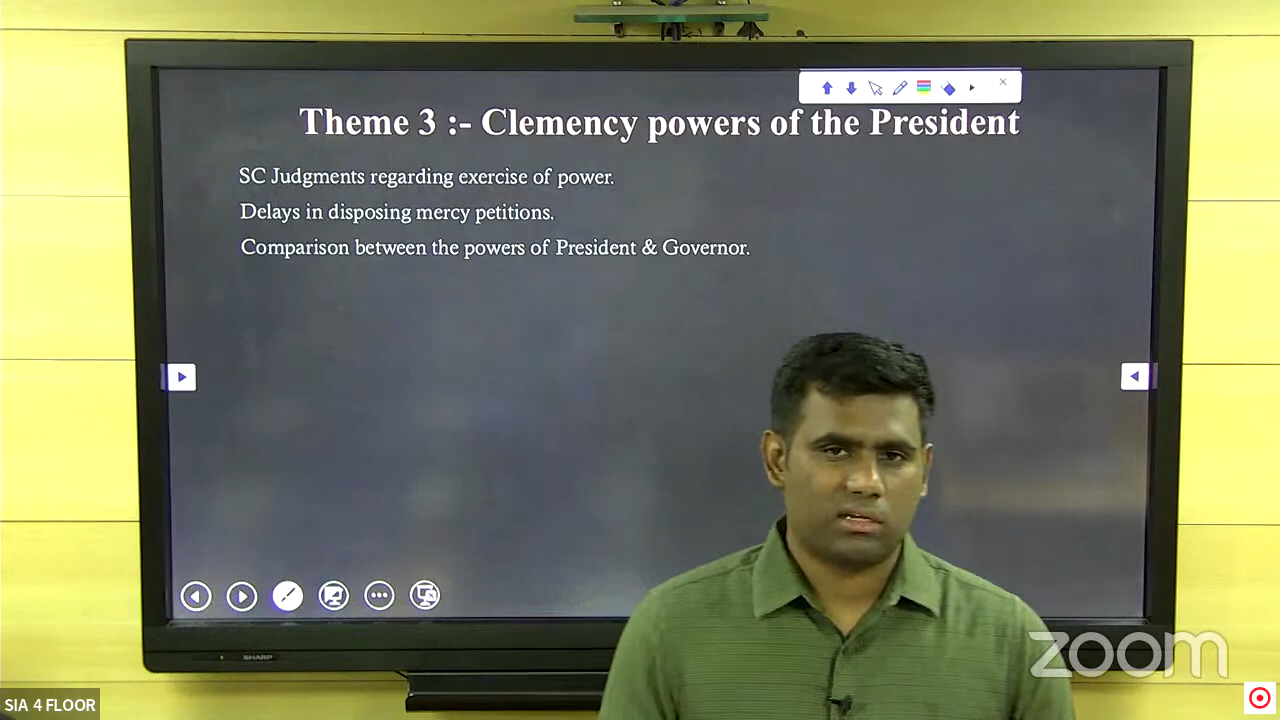 Theme 3 :- Clemency powers of the President
SC Judgments regarding exercise of power.
Delays in disposing mercy petitions.
Comparison between the powers of President & Governor.
SHARP
zoom
SIA 4 FLOOR